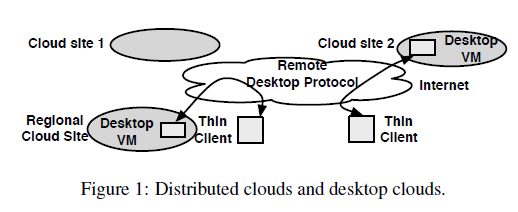 Cloud site 1
Cloud site 2
Desktop
VM
Remote
Desktop Protocol
Internet
Regional
Cloud Site
Desktop
VM
Thin
Client
Thin
Client
Figure 1: Distributed clouds and desktop clouds.